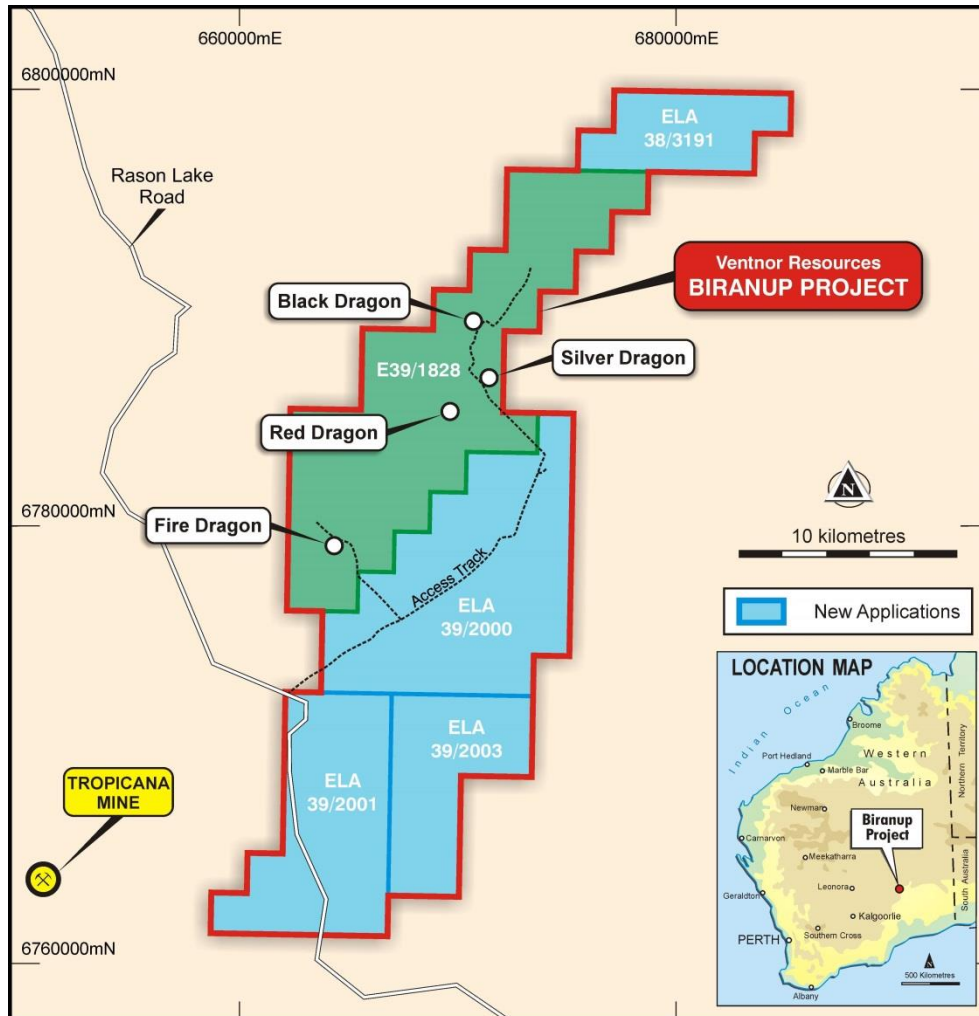 660000mE
680000mE
6800000mN
ELA
38/3191
Rason Lake
Road
Ventnor Resources
BIRANUP PROJECT
Black Dragon
Silver Dragon
E39/1828
Red Dragon
N
6780000mN
Fire Dragon
10 kilometres
Access Track
ELA
39/2000
New Applications
LOCATION MAP
Indian Ocean
Broome
Port Hedland
Western
Australia
Marble Bar
Northern Territory
Newman
Biranup
Project
Carnarvon
Meekatharra
Leonora
South Australia
Geraldton
Kalgoorlie
Southern Cross
PERTH
N
500 Kilometres
Albany
ELA
39/2003
ELA
39/2001
TROPICANA
MINE
6760000mN